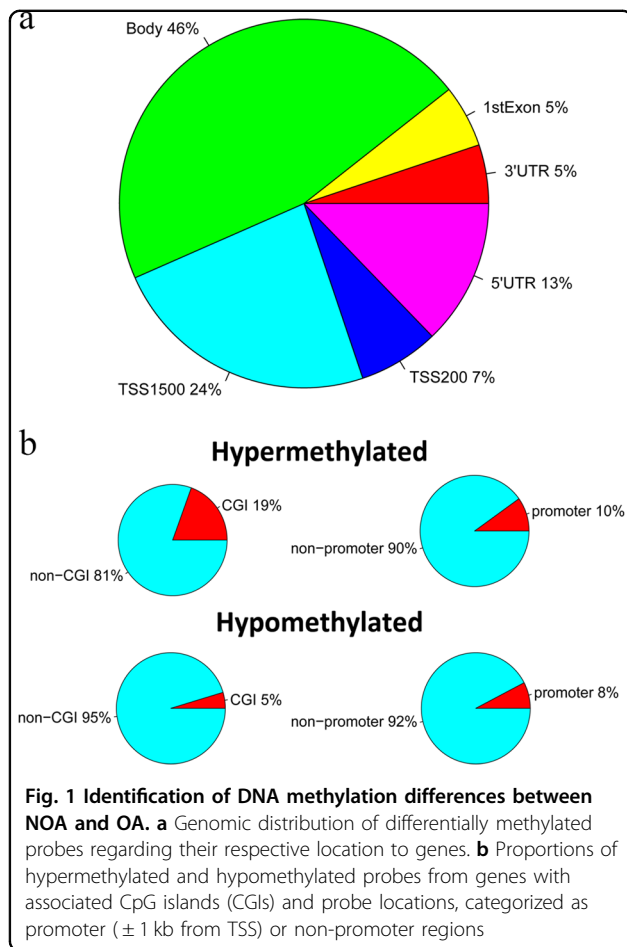 a
Body 46%
1stExon 5%
3'UTR 5%
5'UTR 13%
TSS200 7%
TSS1500 24%
b
Hypermethylated
CGI 19%
non-CGI 81%
promoter 10%
non-promoter 90%
Hypomethylated
CGI 5%
non-CGI 95%
promoter 8%
non-promoter 92%
Fig. 1 Identification of DNA methylation differences between
NOA and OA. a Genomic distribution of differentially methylated
probes regarding their respective location to genes. b Proportions of
hypermethylated and hypomethylated probes from genes with
associated CpG islands (CGIs) and probe locations, categorized as
promoter (± 1 kb from TSS) or non-promoter regions